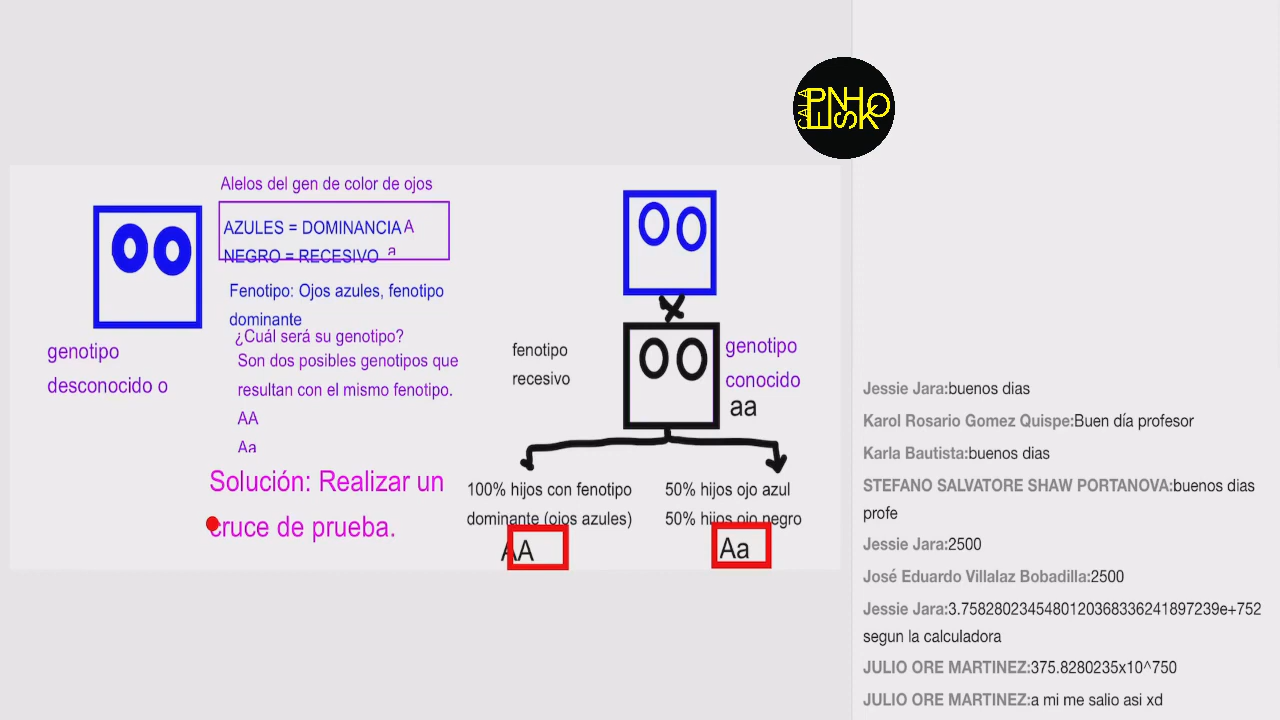 CALA
PENHSKO
Alelos del gen de color de ojos
AZULES = DOMINANCIA A
NEGRO = RECESIVO a
Fenotipo: Ojos azules, fenotipo
dominante
¿Cuál será su genotipo?
Son dos posibles genotipos que
resultan con el mismo fenotipo.
AA
Aa
genotipo
desconocido o
Solución: Realizar un
cruce de prueba.
fenotipo
recesivo
genotipo
conocido
aa
100% hijos con fenotipo
dominante (ojos azules)
AA
50% hijos ojo azul
50% hijos ojo negro
Aa
Jessie Jara:buenos dias
Karol Rosario Gomez Quispe:Buen día profesor
Karla Bautista:buenos dias
STEFANO SALVATORE SHAW PORTANOVA:buenos dias
profe
Jessie Jara:2500
José Eduardo Villalaz Bobadilla:2500
Jessie Jara:3.7582802345480120368336241897239e+752
segun la calculadora
JULIO ORE MARTINEZ:375.8280235x10^750
JULIO ORE MARTINEZ:a mi me salio asi xd